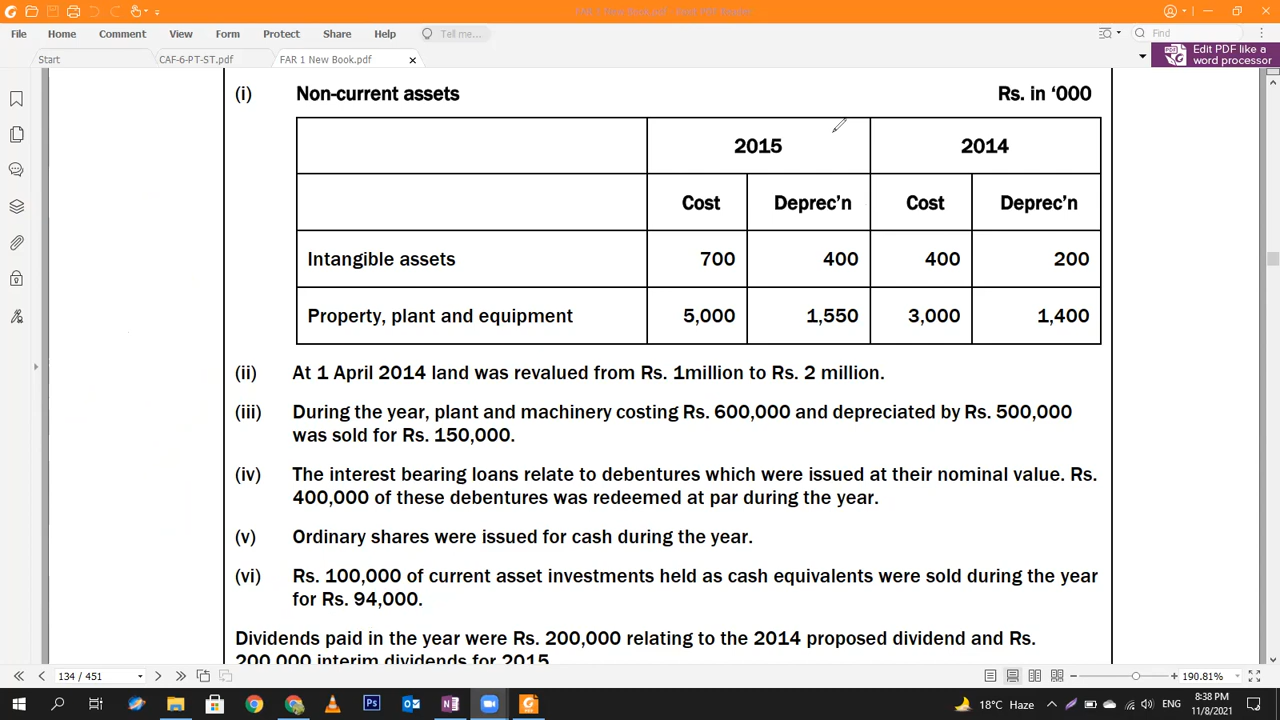 File Home Comment View Form Protect Share Help Tell me... Find
Edit PDF like a
word processor
Start CAF-6-PT-ST.pdf FAR 1 New Book.pdf
(i) Non-current assets Rs. in ‘000
2015 2014
Cost Deprec’n Cost Deprec’n
Intangible assets 700 400 400 200
Property, plant and equipment 5,000 1,550 3,000 1,400
(ii) At 1 April 2014 land was revalued from Rs. 1million to Rs. 2 million.
(iii) During the year, plant and machinery costing Rs. 600,000 and depreciated by Rs. 500,000
was sold for Rs. 150,000.
(iv) The interest bearing loans relate to debentures which were issued at their nominal value. Rs.
400,000 of these debentures was redeemed at par during the year.
(v) Ordinary shares were issued for cash during the year.
(vi) Rs. 100,000 of current asset investments held as cash equivalents were sold during the year
for Rs. 94,000.
Dividends paid in the year were Rs. 200,000 relating to the 2014 proposed dividend and Rs.
200,000 interim dividends for 2015.
134 / 451 190.81%
18°C Haze ENG 8:38 PM
11/8/2021